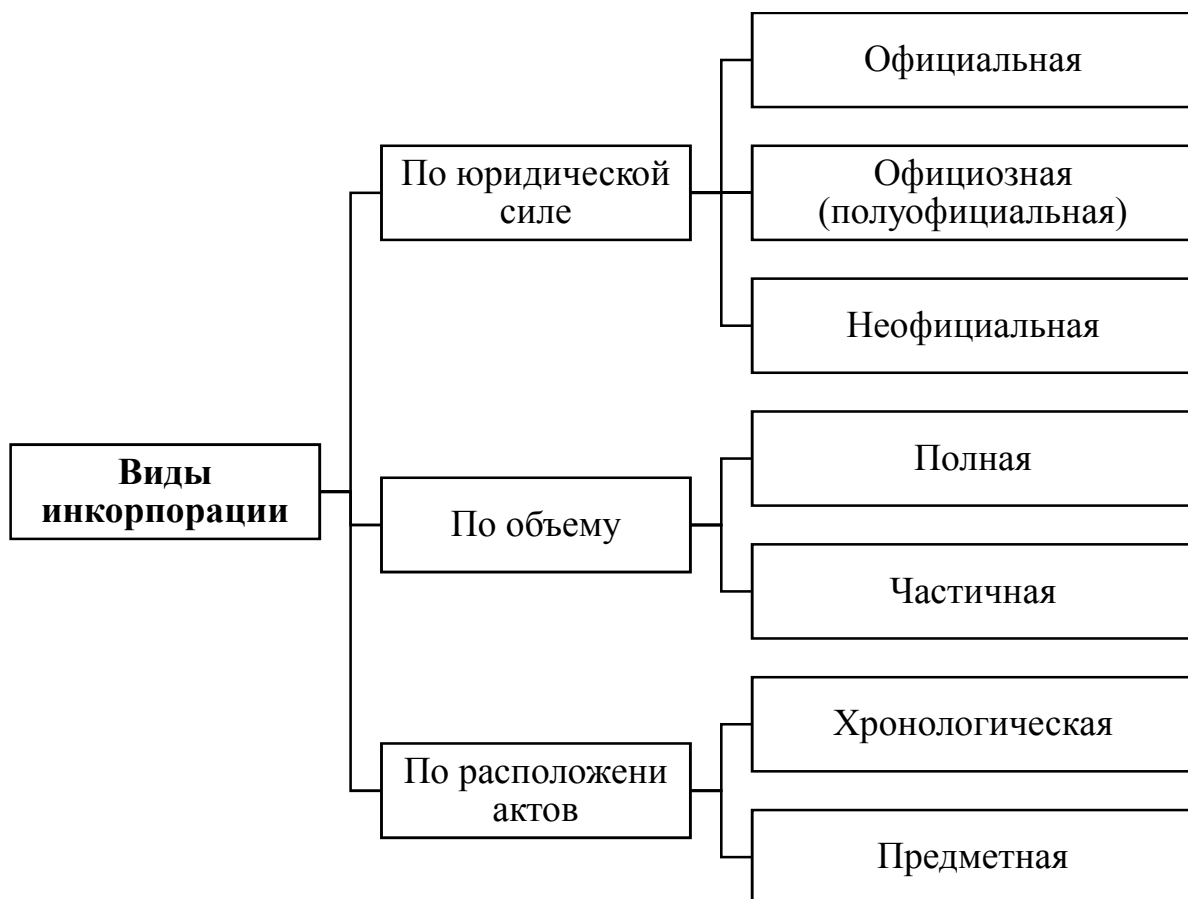 Виды
инкорпорации
По юридической
силе
Официальная
Официозная
(полуофициальная)
Неофициальная
По объему
Полная
Частичная
По расположени
актов
Хронологическая
Предметная